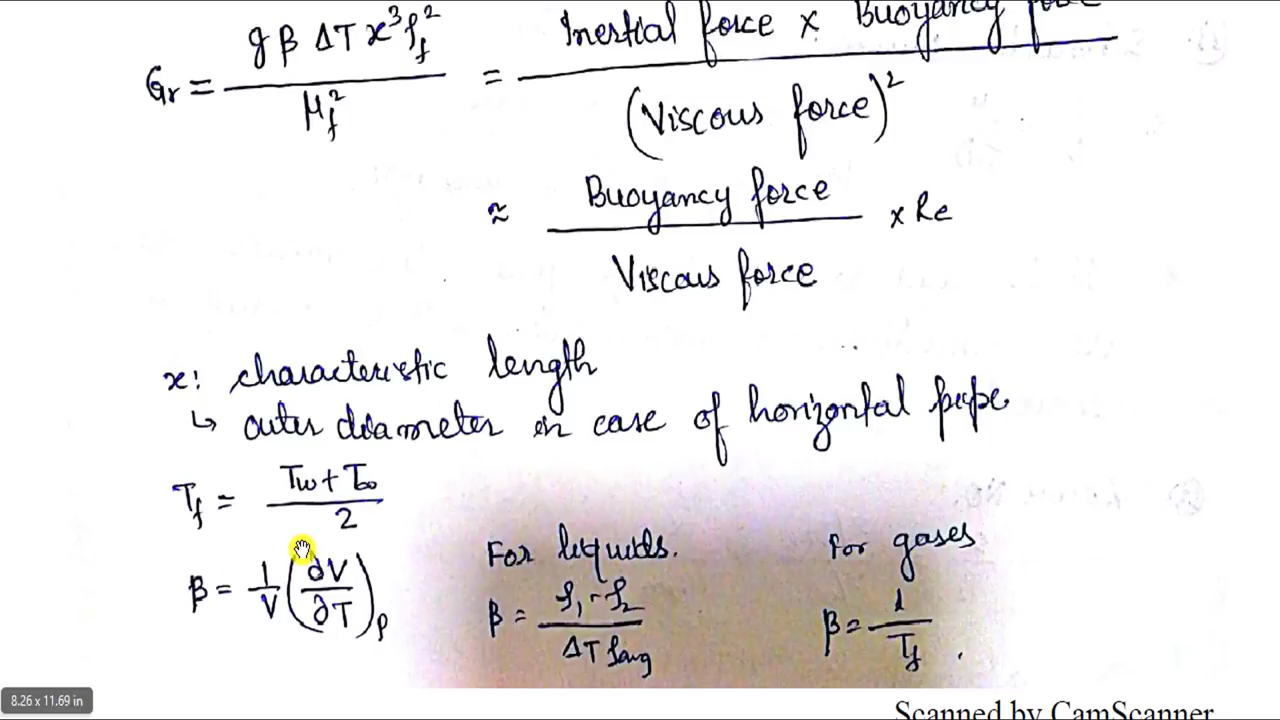 Gr = g β ΔT x³ ρf² / μf² = Inertial force × Buoyancy force / (Viscous force)²
≈ Buoyancy force / Viscous force × Re
x: characteristic length
↳ outer diameter in case of horizontal pipe
Tf = Tw + T∞ / 2
For liquids. For gases
β = 1/V (∂V/∂T)p β = ρ₁ - ρ₂ / ΔT ρavg β = 1 / Tf .
8.26 x 11.69 in
Scanned by CamScanner